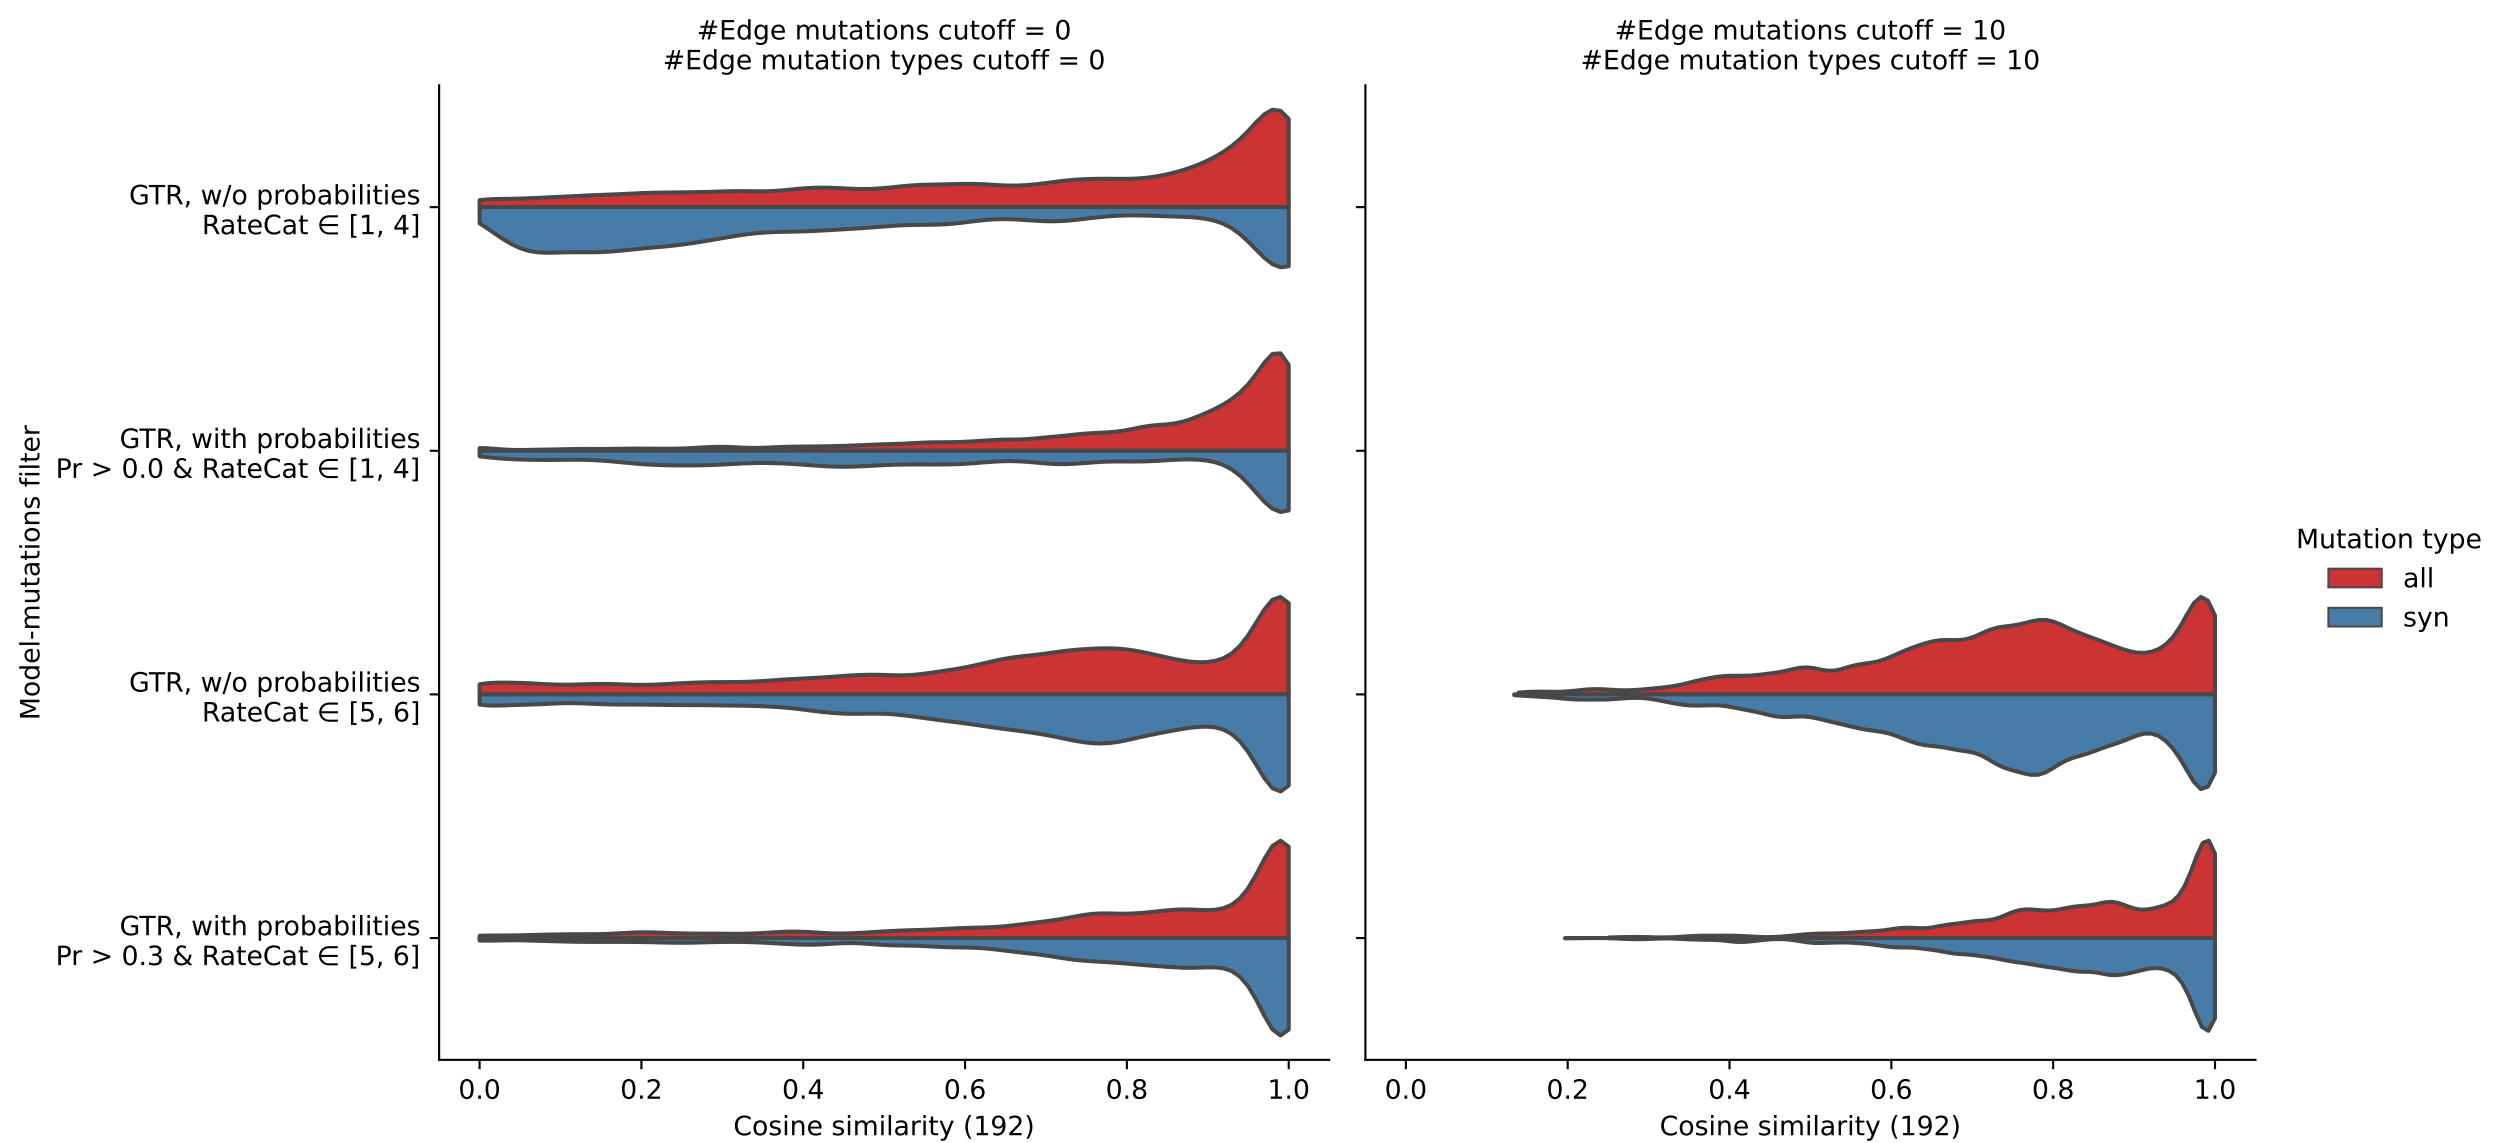 #Edge mutations cutoff = 0
#Edge mutation types cutoff = 0
#Edge mutations cutoff = 10
#Edge mutation types cutoff = 10
Model-mutations filter
GTR, w/o probabilities
RateCat ∈ [1, 4]
GTR, with probabilities
Pr > 0.0 & RateCat ∈ [1, 4]
GTR, w/o probabilities
RateCat ∈ [5, 6]
GTR, with probabilities
Pr > 0.3 & RateCat ∈ [5, 6]
0.0 0.2 0.4 0.6 0.8 1.0
Cosine similarity (192)
0.0 0.2 0.4 0.6 0.8 1.0
Cosine similarity (192)
Mutation type
all
syn